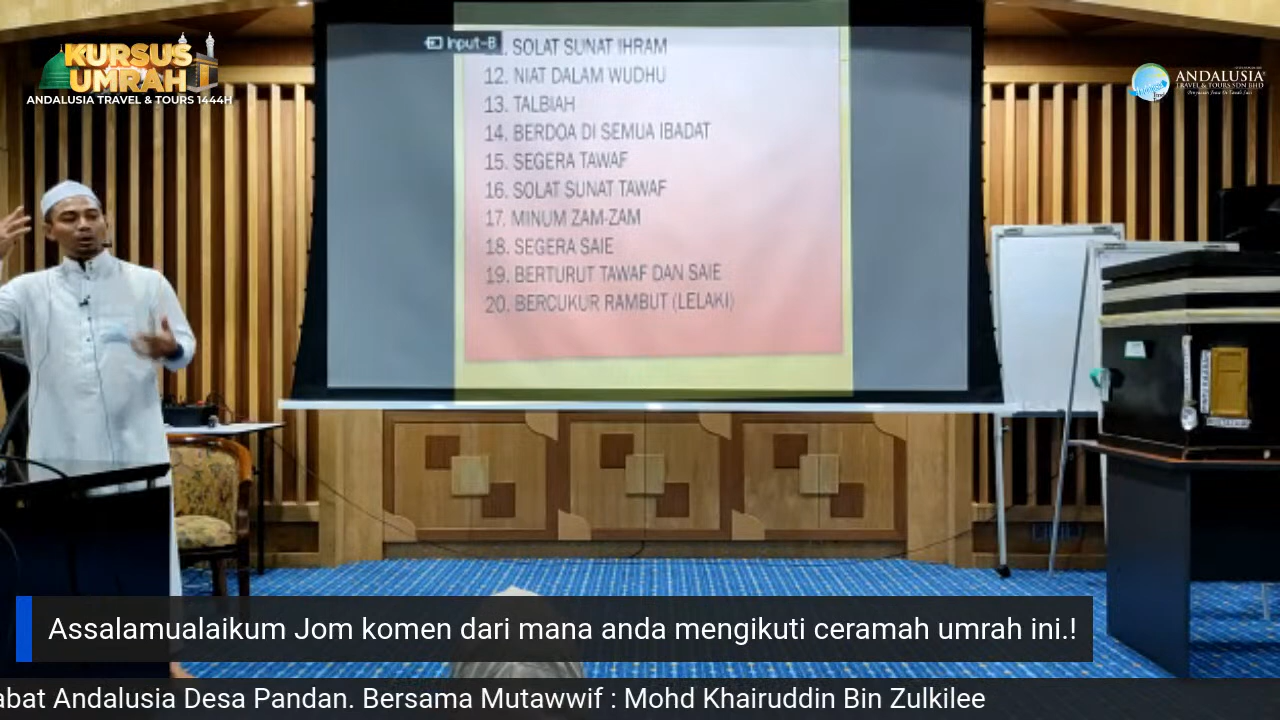 KURSUS
UMRAH
ANDALUSIA TRAVEL & TOURS 1444H
ANDALUSIA
TRAVEL & TOURS SDN BHD
Input-B
SOLAT SUNAT IHRAM
12. NIAT DALAM WUDHU
13. TALBIAH
14. BERDOA DI SEMUA IBADAT
15. SEGERA TAWAF
16. SOLAT SUNAT TAWAF
17. MINUM ZAM-ZAM
18. SEGERA SAIE
19. BERTURUT TAWAF DAN SAIE
20. BERCUKUR RAMBUT (LELAKI)
Assalamualaikum Jom komen dari mana anda mengikuti ceramah umrah ini.!
abat Andalusia Desa Pandan. Bersama Mutawwif : Mohd Khairuddin Bin Zulkilee